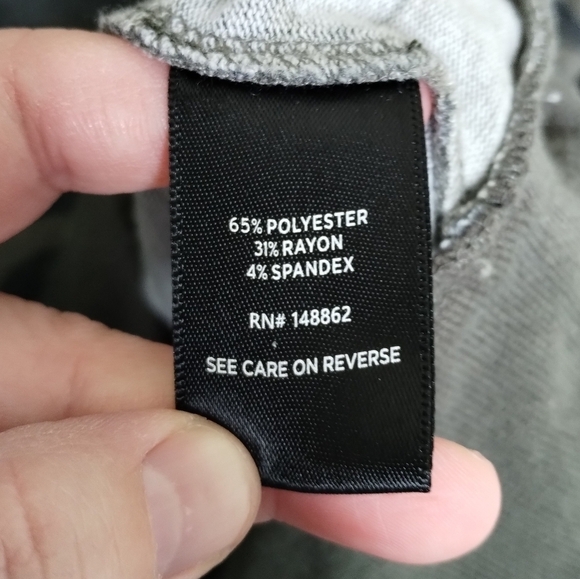 65% POLYESTER
31% RAYON
4% SPANDEX
RN# 148862
SEE CARE ON REVERSE